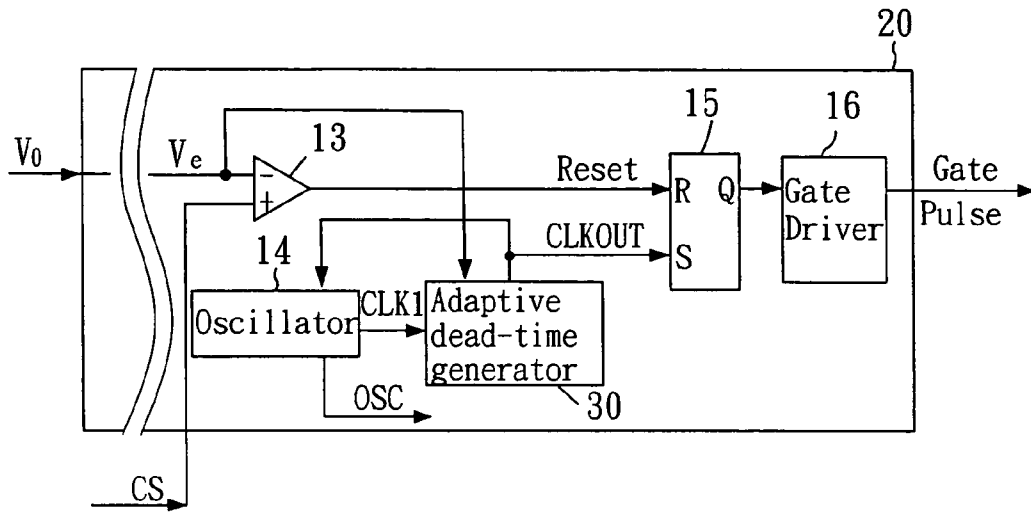 20
15
16
V0
Ve
13
−
+
Reset
R Q
S
Gate
Driver
Gate
Pulse
CLKOUT
14
Oscillator
CLK1
Adaptive
dead-time
generator
OSC
30
CS